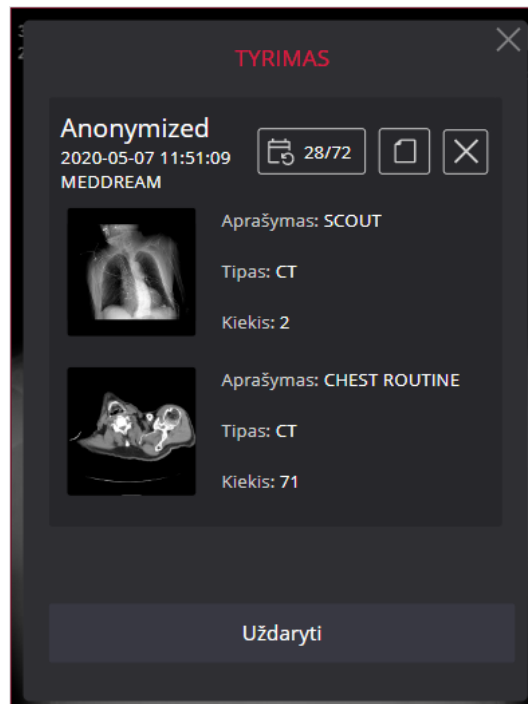 TYRIMAS
Anonymized
2020-05-07 11:51:09
MEDDREAM
28/72
Aprašymas: SCOUT
Tipas: CT
Kiekis: 2
Aprašymas: CHEST ROUTINE
Tipas: CT
Kiekis: 71
Uždaryti